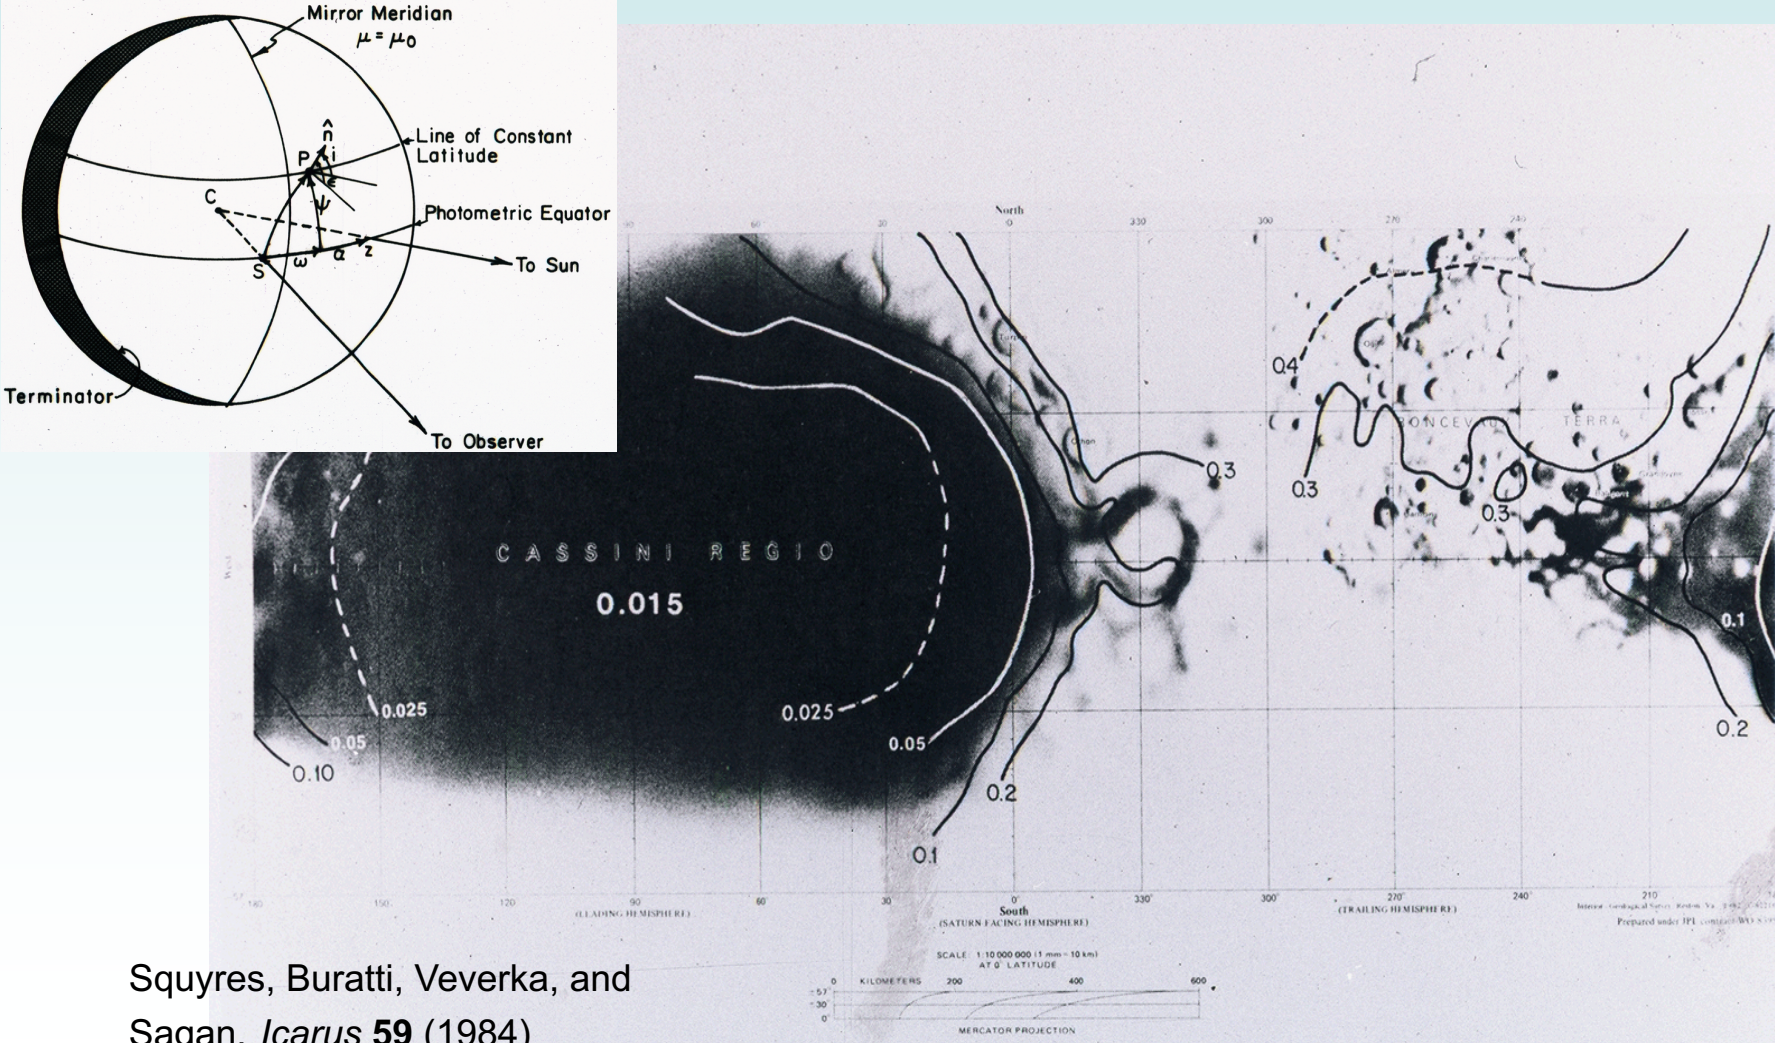 Mirror Meridian
μ = μ₀
n̂
i
Line of Constant
Latitude
P
ε
C
ψ
Photometric Equator
S
ω
α
z
To Sun
Terminator
To Observer
North
90
30
0
330
300
270
240
0.4
RONCEVAUX TERRA
0.3
0.3
0.3
CASSINI REGIO
0.015
0.1
0.025
0.025
0.05
0.05
0.2
0.10
0.2
0.1
180
150
120
90
60
30
0°
330°
300°
270°
240°
210
(LEADING HEMISPHERE)
South
(SATURN FACING HEMISPHERE)
(TRAILING HEMISPHERE)
Prepared under JPL contract
SCALE: 1:10 000 000 (1 mm = 10 km)
AT 0° LATITUDE
0 KILOMETERS 200 400 600
57°
30°
0°
MERCATOR PROJECTION
Squyres, Buratti, Veverka, and
Sagan, Icarus 59 (1984)